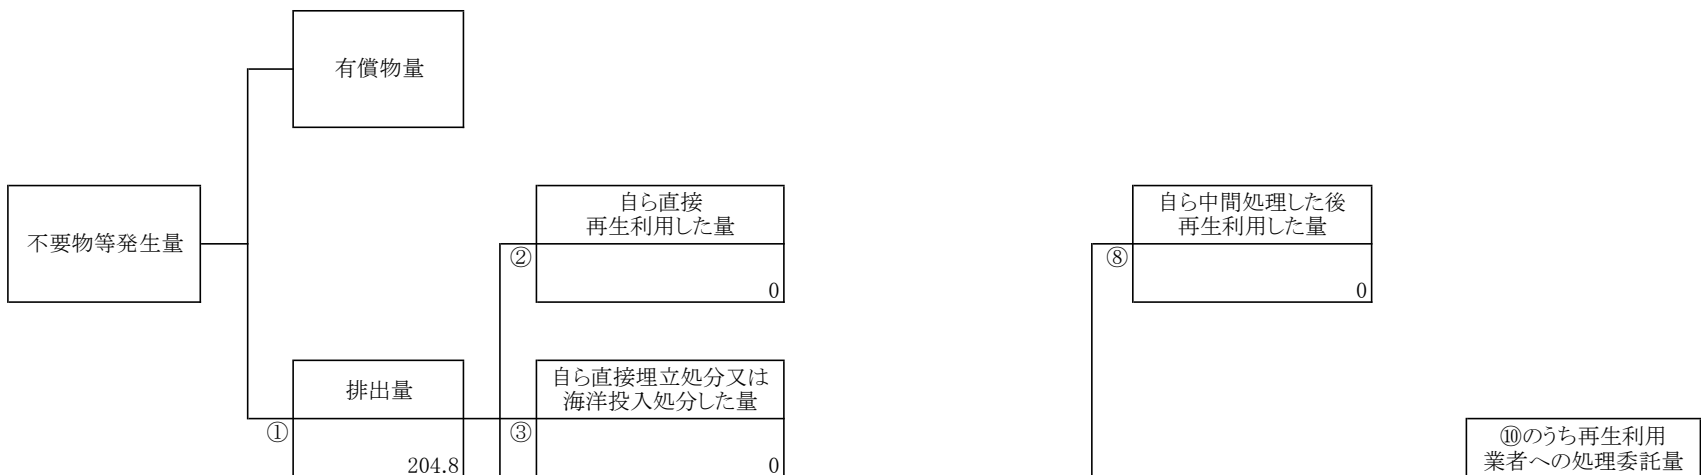 有償物量
不要物等発生量
自ら直接
再生利用した量
②
0
自ら中間処理した後
再生利用した量
⑧
0
排出量
①
204.8
自ら直接埋立処分又は
海洋投入処分した量
③
0
⑩のうち再生利用
業者への処理委託量